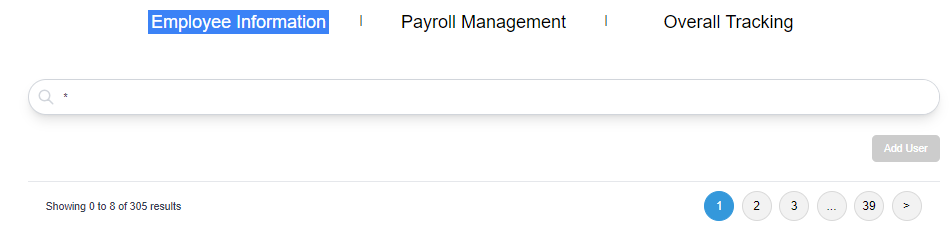 Employee Information | Payroll Management | Overall Tracking
*
Add User
Showing 0 to 8 of 305 results 1 2 3 ... 39 >